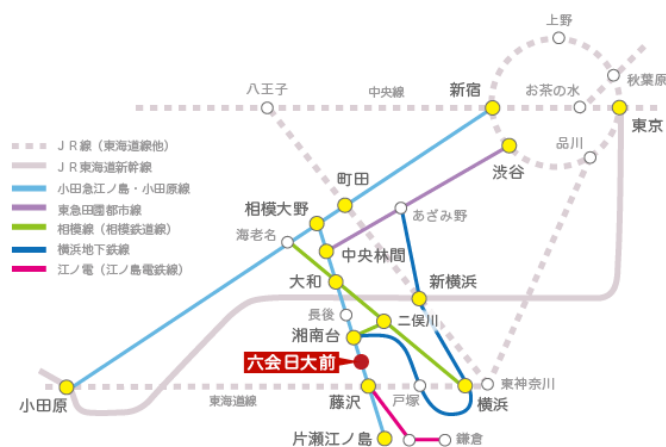 上野
秋葉原
八王子
中央線
新宿
お茶の水
東京
品川
渋谷
ＪＲ線（東海道線他）
ＪＲ東海道新幹線
小田急江ノ島・小田原線
東急田園都市線
相模線（相模鉄道線）
横浜地下鉄線
江ノ電（江ノ島電鉄線）
町田
相模大野
あざみ野
海老名
中央林間
大和
新横浜
長後
二俣川
湘南台
六会日大前
小田原
東海道線
藤沢
戸塚
横浜
東神奈川
片瀬江ノ島
鎌倉